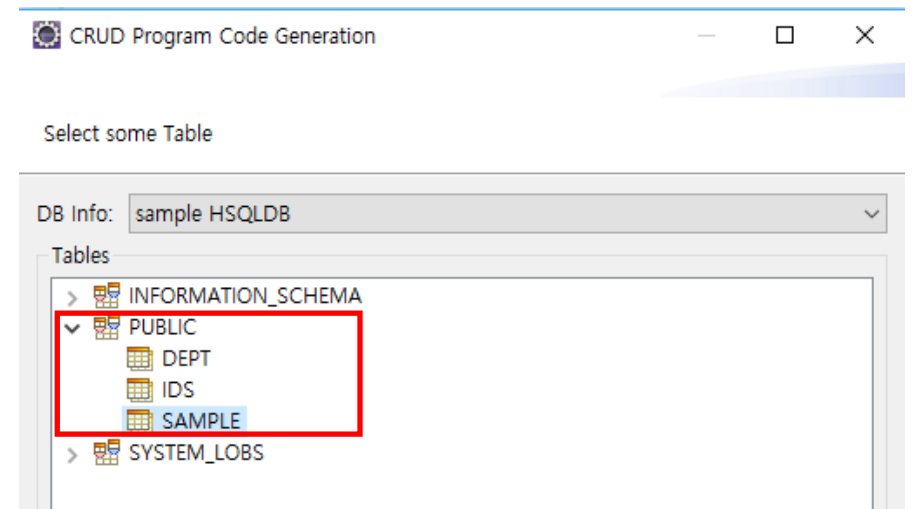 CRUD Program Code Generation
Select some Table
DB Info: sample HSQLDB
Tables
INFORMATION_SCHEMA
PUBLIC
DEPT
IDS
SAMPLE
SYSTEM_LOBS